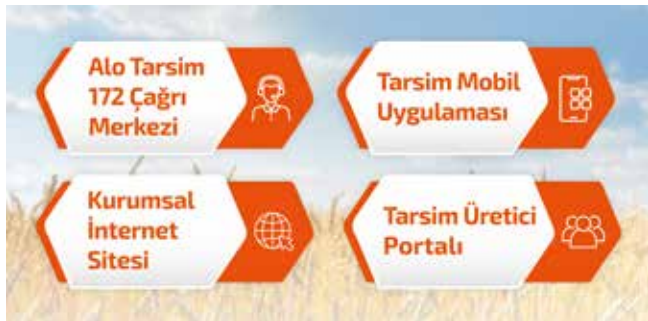 Alo Tarsim
172 Çağrı
Merkezi
Tarsim Mobil
Uygulaması
Kurumsal
İnternet
Sitesi
Tarsim Üretici
Portalı